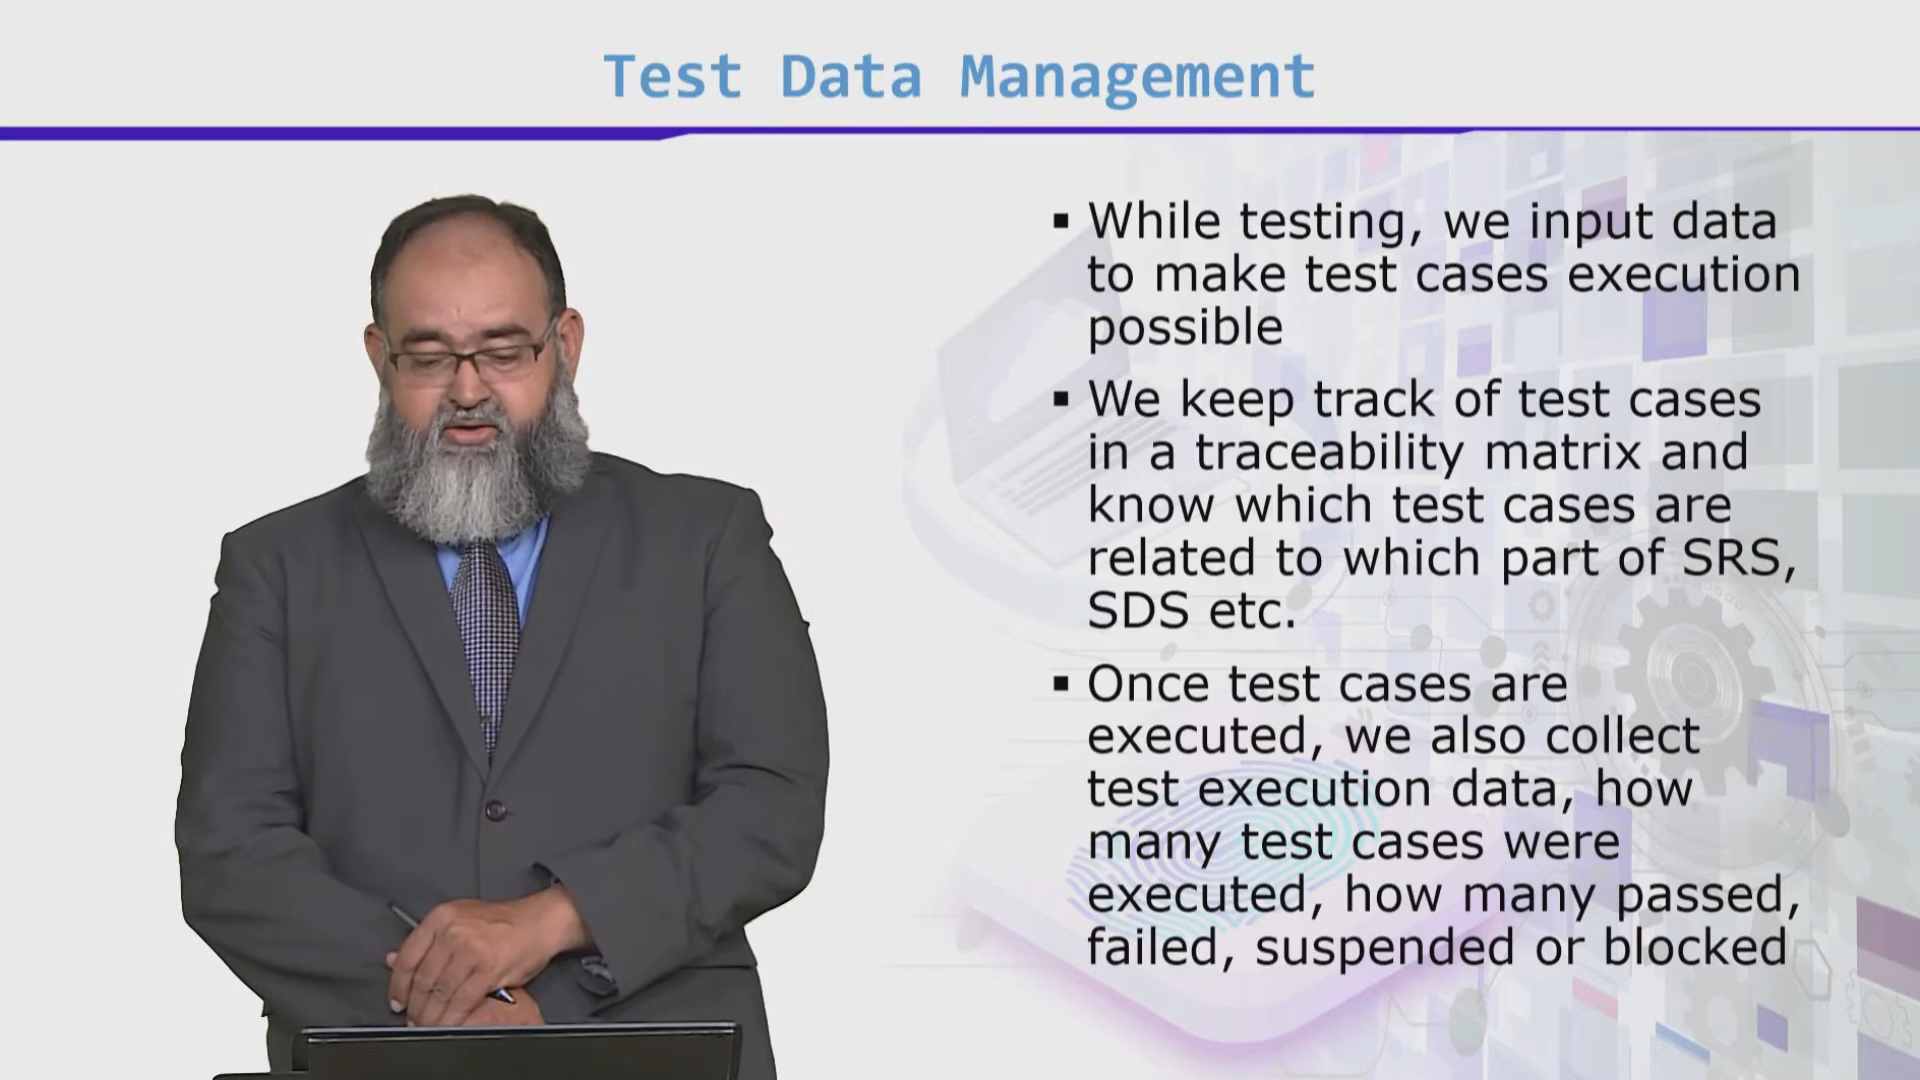 Test Data Management
▪ While testing, we input data
to make test cases execution
possible
▪ We keep track of test cases
in a traceability matrix and
know which test cases are
related to which part of SRS,
SDS etc.
▪ Once test cases are
executed, we also collect
test execution data, how
many test cases were
executed, how many passed,
failed, suspended or blocked